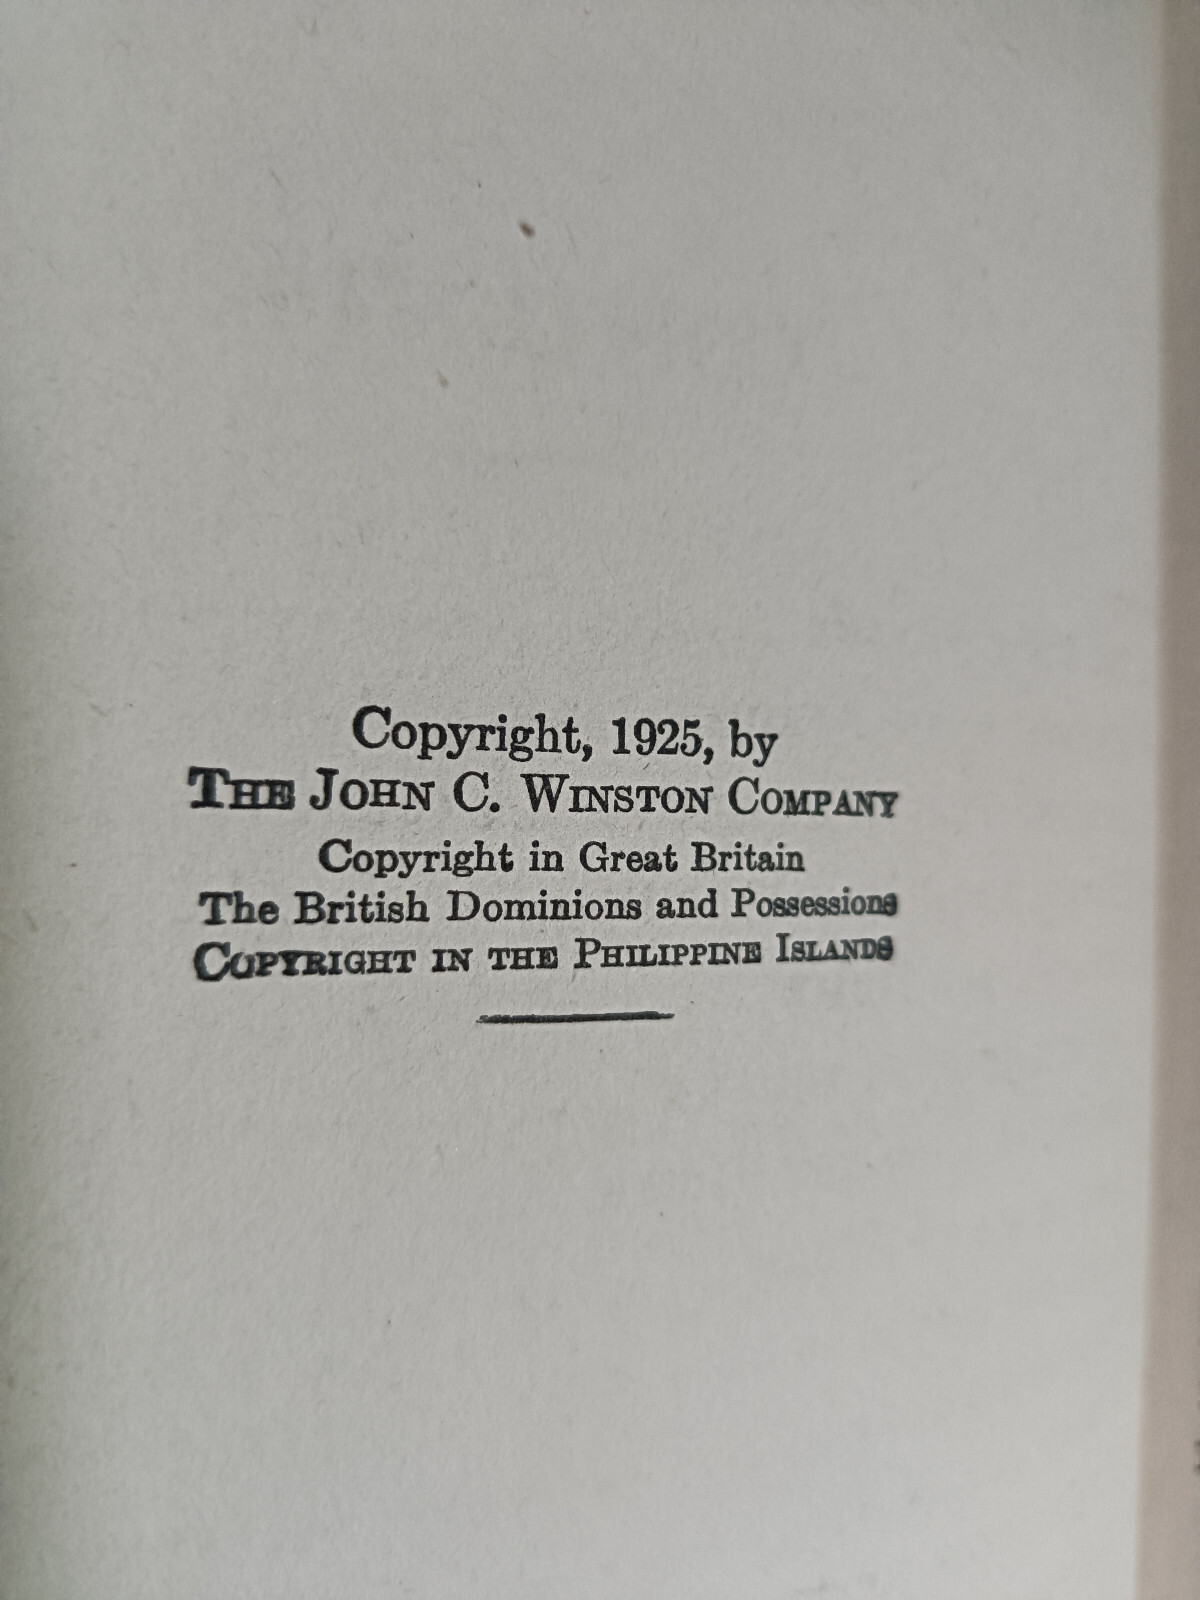 Copyright, 1925, by
THE JOHN C. WINSTON COMPANY
Copyright in Great Britain
The British Dominions and Possessions
COPYRIGHT IN THE PHILIPPINE ISLANDS